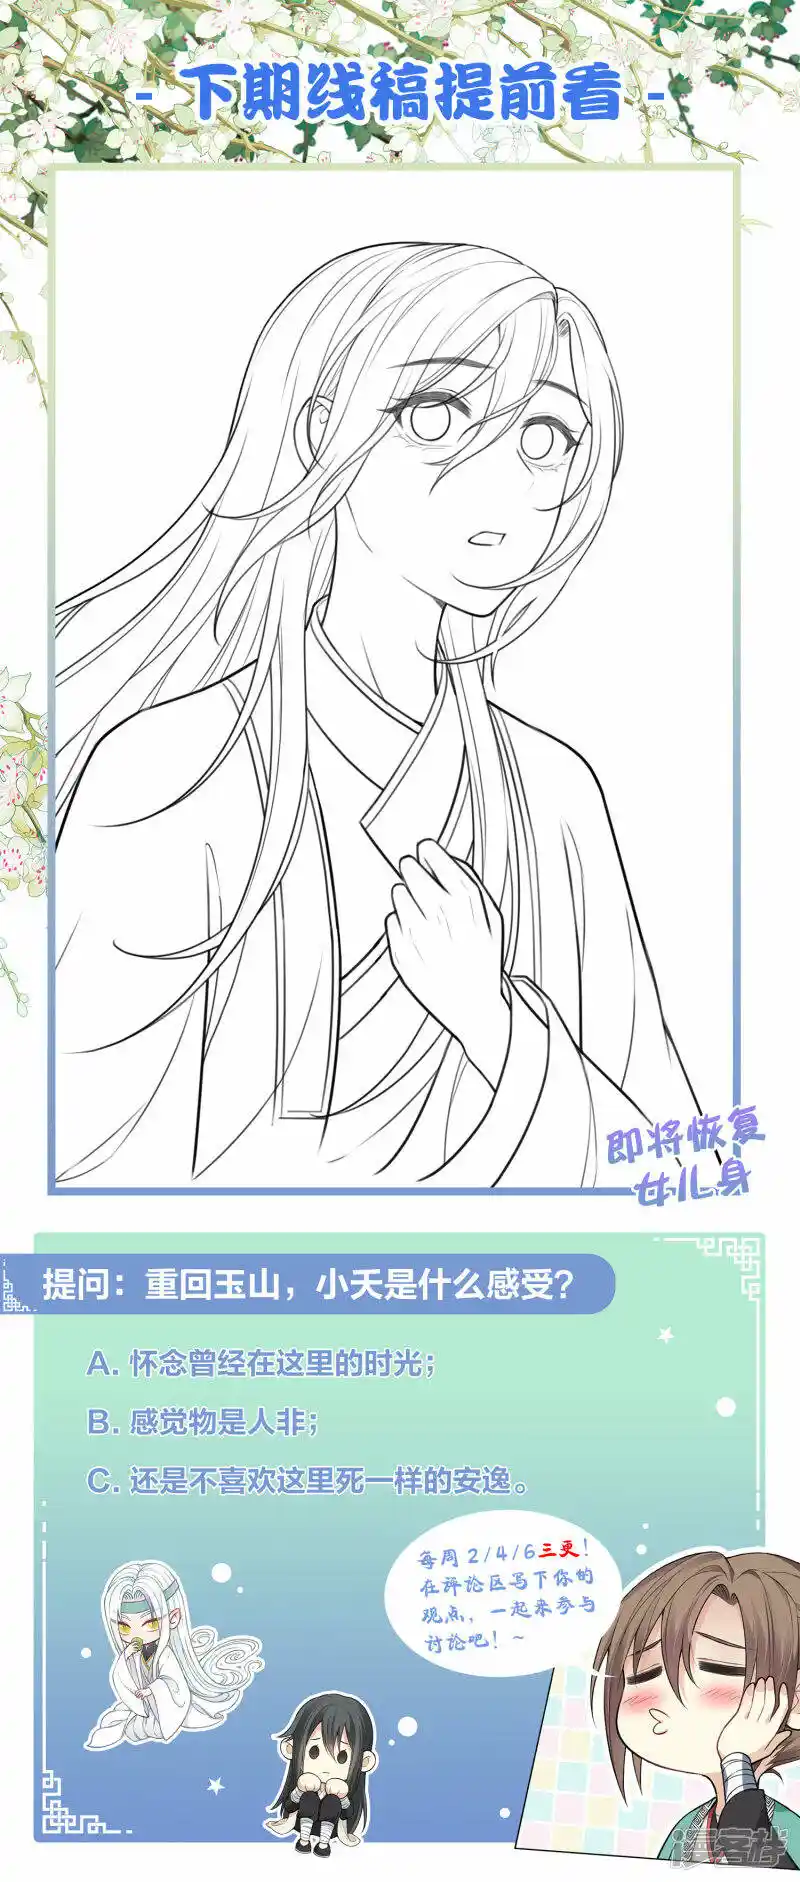 - 下期线稿提前看 -
即将恢复
女儿身
提问：重回玉山，小夭是什么感受？
A. 怀念曾经在这里的时光；
B. 感觉物是人非；
C. 还是不喜欢这里死一样的安逸。
每周 2/4/6三更！
在评论区写下你的
观点，一起来参与
讨论吧！~
漫客栈